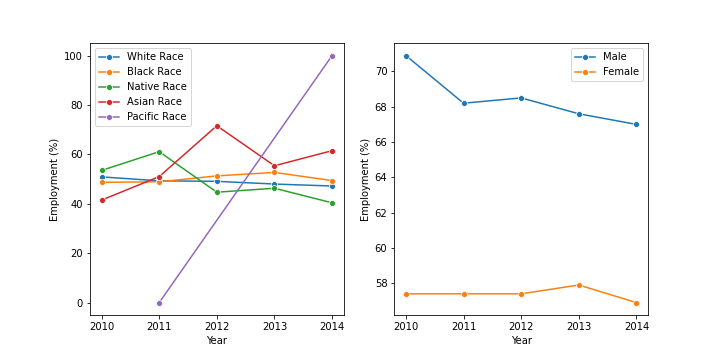 100
80
60
40
20
0
Employment (%)
White Race
Black Race
Native Race
Asian Race
Pacific Race
2010 2011 2012 2013 2014
Year
70
68
66
64
62
60
58
Employment (%)
Male
Female
2010 2011 2012 2013 2014
Year